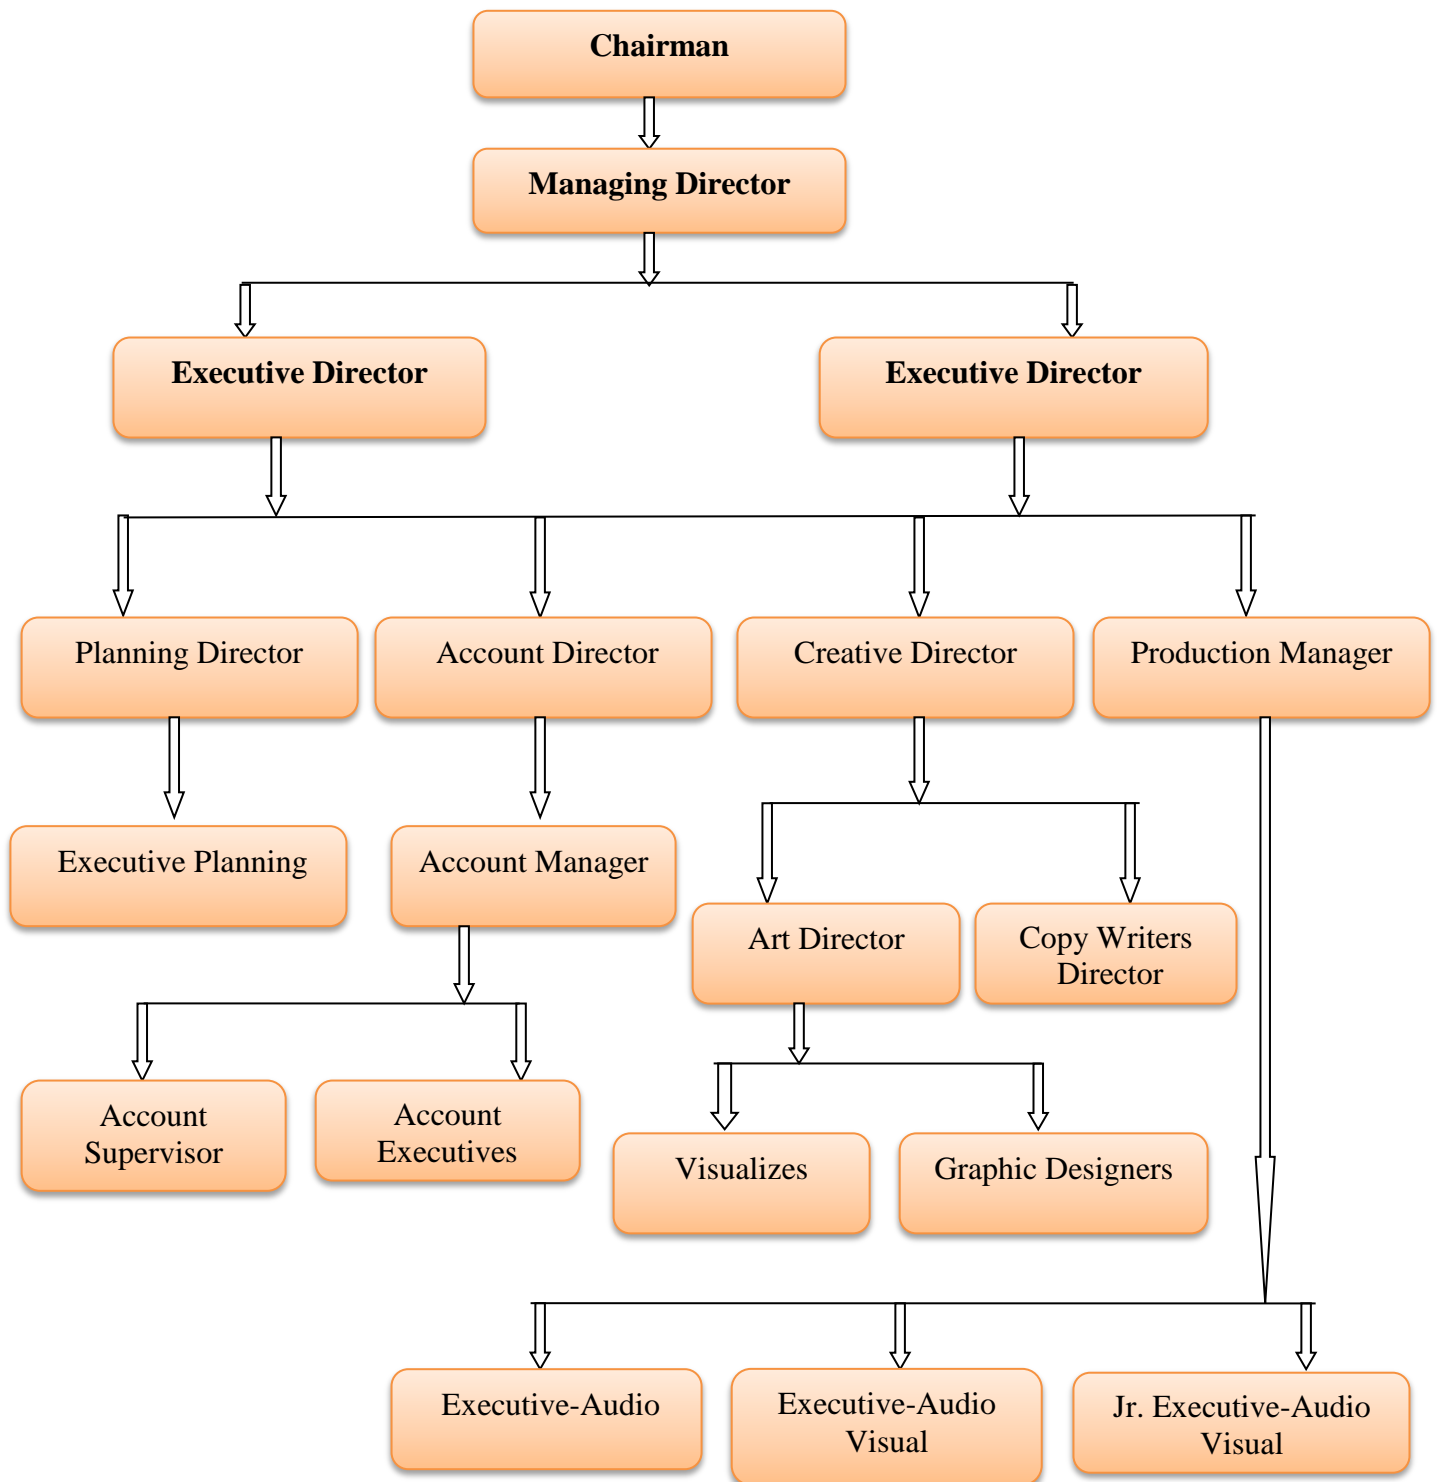 Chairman
Managing Director
Executive Director
Executive Director
Planning Director
Account Director
Creative Director
Production Manager
Executive Planning
Account Manager
Art Director
Copy Writers
Director
Account
Supervisor
Account
Executives
Visualizes
Graphic Designers
Executive-Audio
Executive-Audio
Visual
Jr. Executive-Audio
Visual